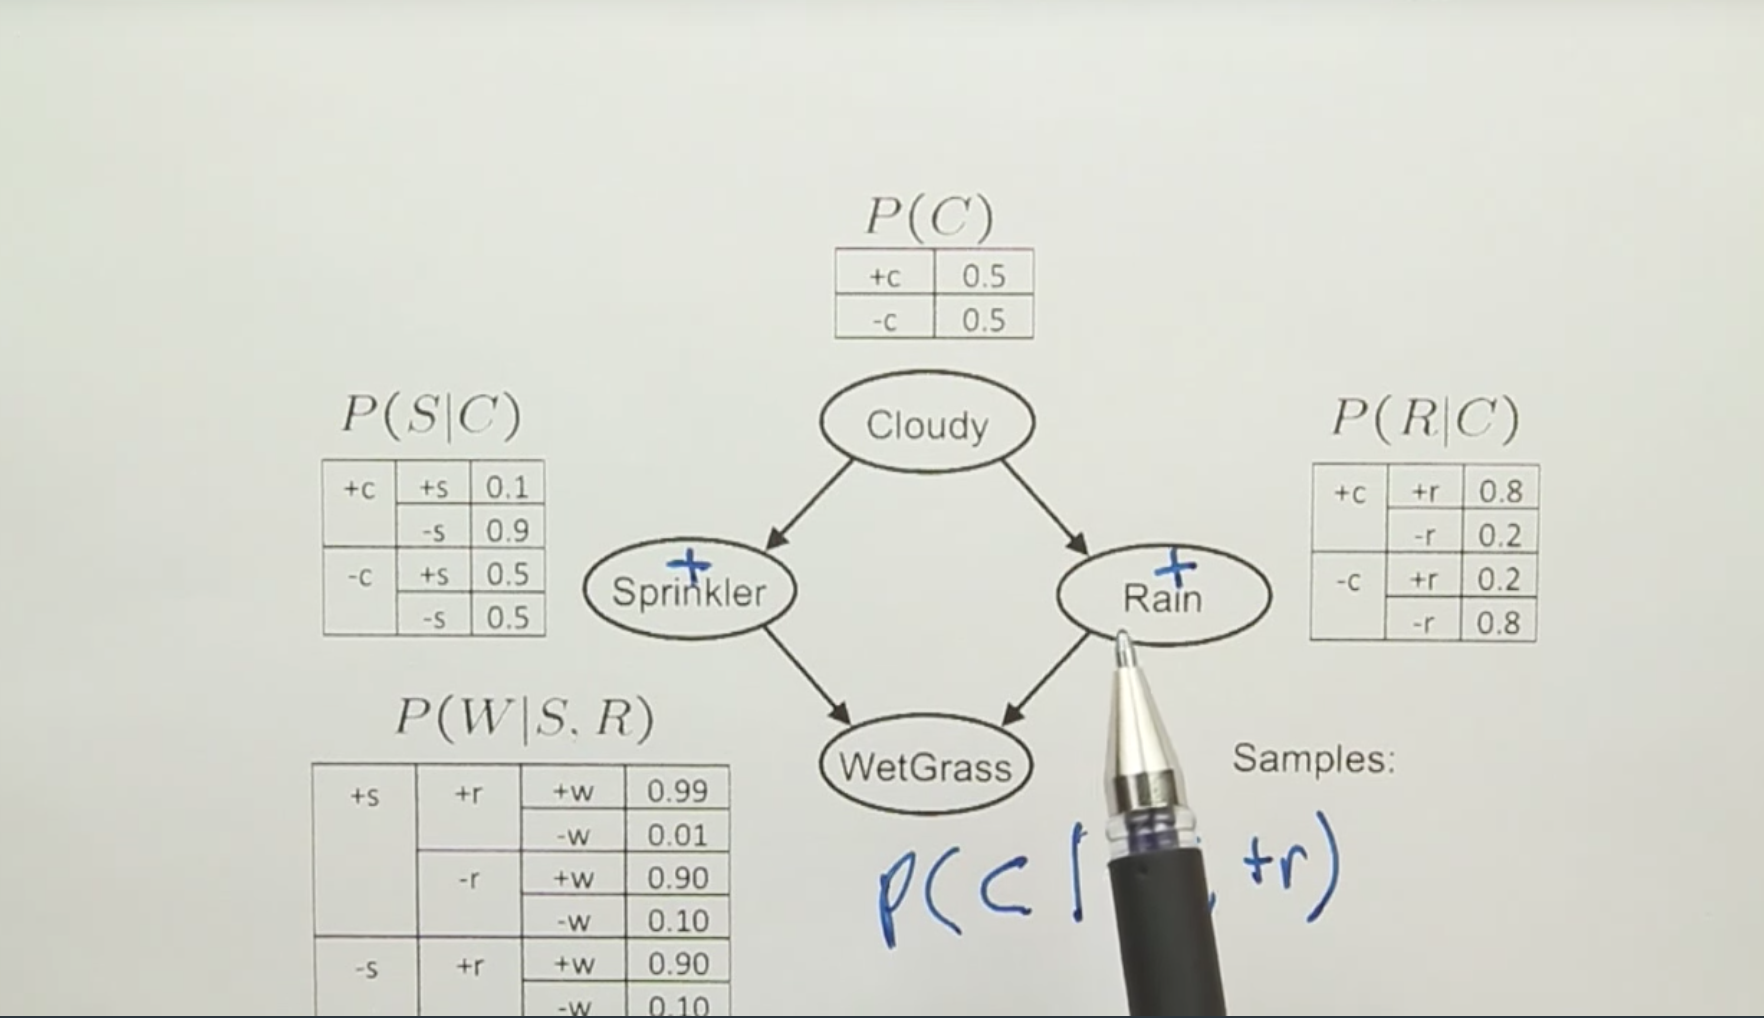 P(C)
+c 0.5
-c 0.5
Cloudy
P(S|C)
+c +s 0.1
-s 0.9
-c +s 0.5
-s 0.5
P(R|C)
+c +r 0.8
-r 0.2
-c +r 0.2
-r 0.8
+
Sprinkler
+
Rain
P(W|S, R)
+s +r +w 0.99
-w 0.01
-r +w 0.90
-w 0.10
-s +r +w 0.90
-w 0.10
WetGrass
Samples:
P(C | , +r)